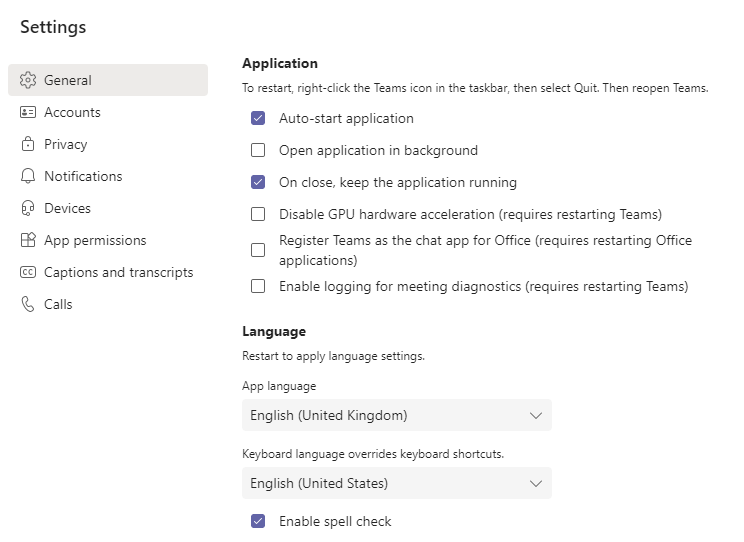 Settings
General
Accounts
Privacy
Notifications
Devices
App permissions
CC Captions and transcripts
Calls
Application
To restart, right-click the Teams icon in the taskbar, then select Quit. Then reopen Teams.
Auto-start application
Open application in background
On close, keep the application running
Disable GPU hardware acceleration (requires restarting Teams)
Register Teams as the chat app for Office (requires restarting Office
applications)
Enable logging for meeting diagnostics (requires restarting Teams)
Language
Restart to apply language settings.
App language
English (United Kingdom)
Keyboard language overrides keyboard shortcuts.
English (United States)
Enable spell check